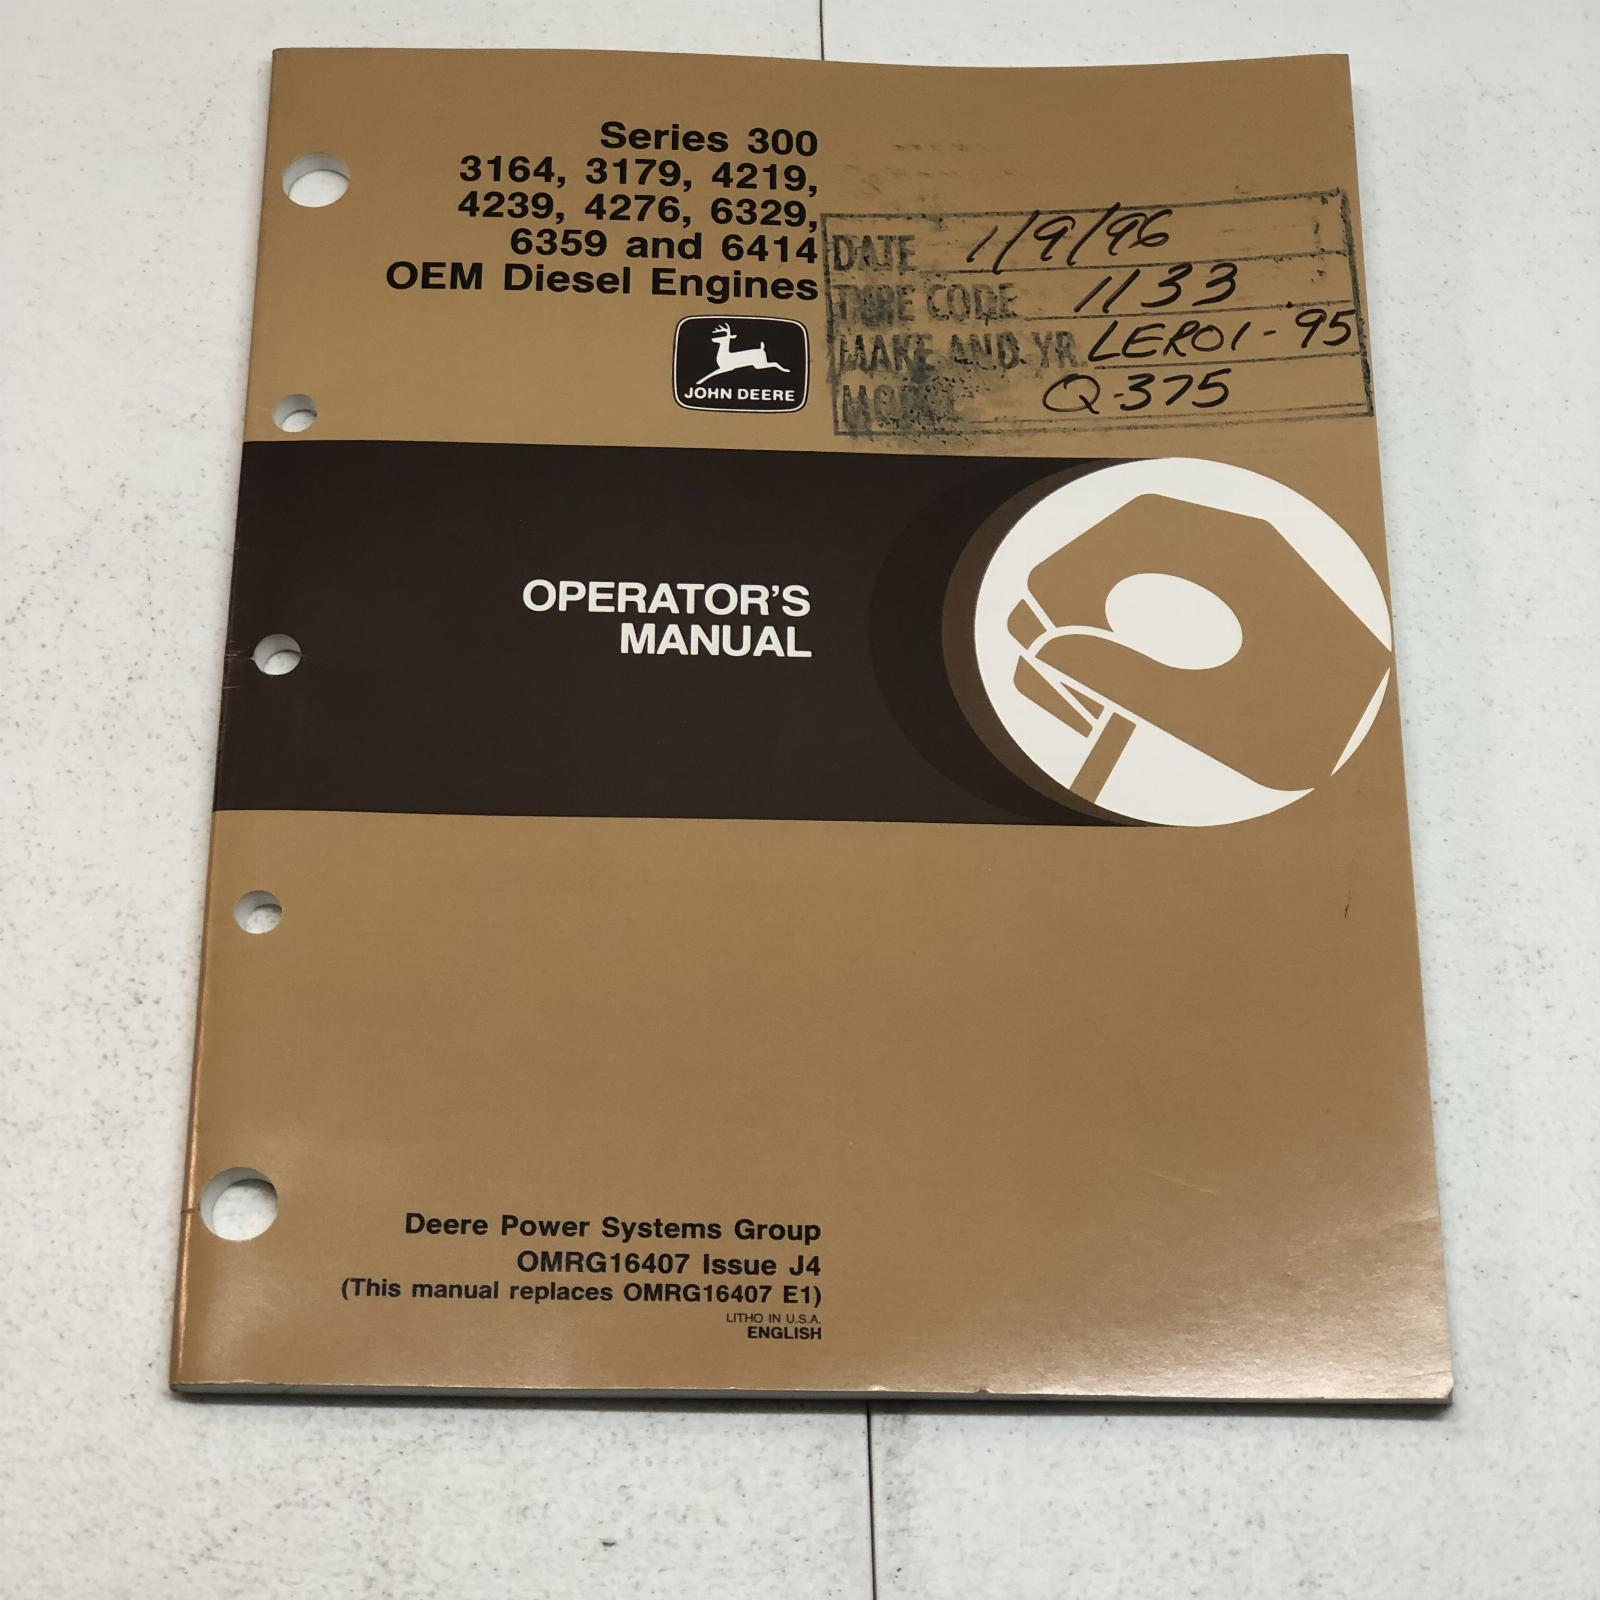 Series 300
3164, 3179, 4219,
4239, 4276, 6329,
6359 and 6414
OEM Diesel Engines
JOHN DEERE
DATE 1/9/96
TYPE CODE 1133
MAKE AND YR. LEROI-95
MODEL Q-375
OPERATOR'S
MANUAL
Deere Power Systems Group
OMRG16407 Issue J4
(This manual replaces OMRG16407 E1)
LITHO IN U.S.A.
ENGLISH